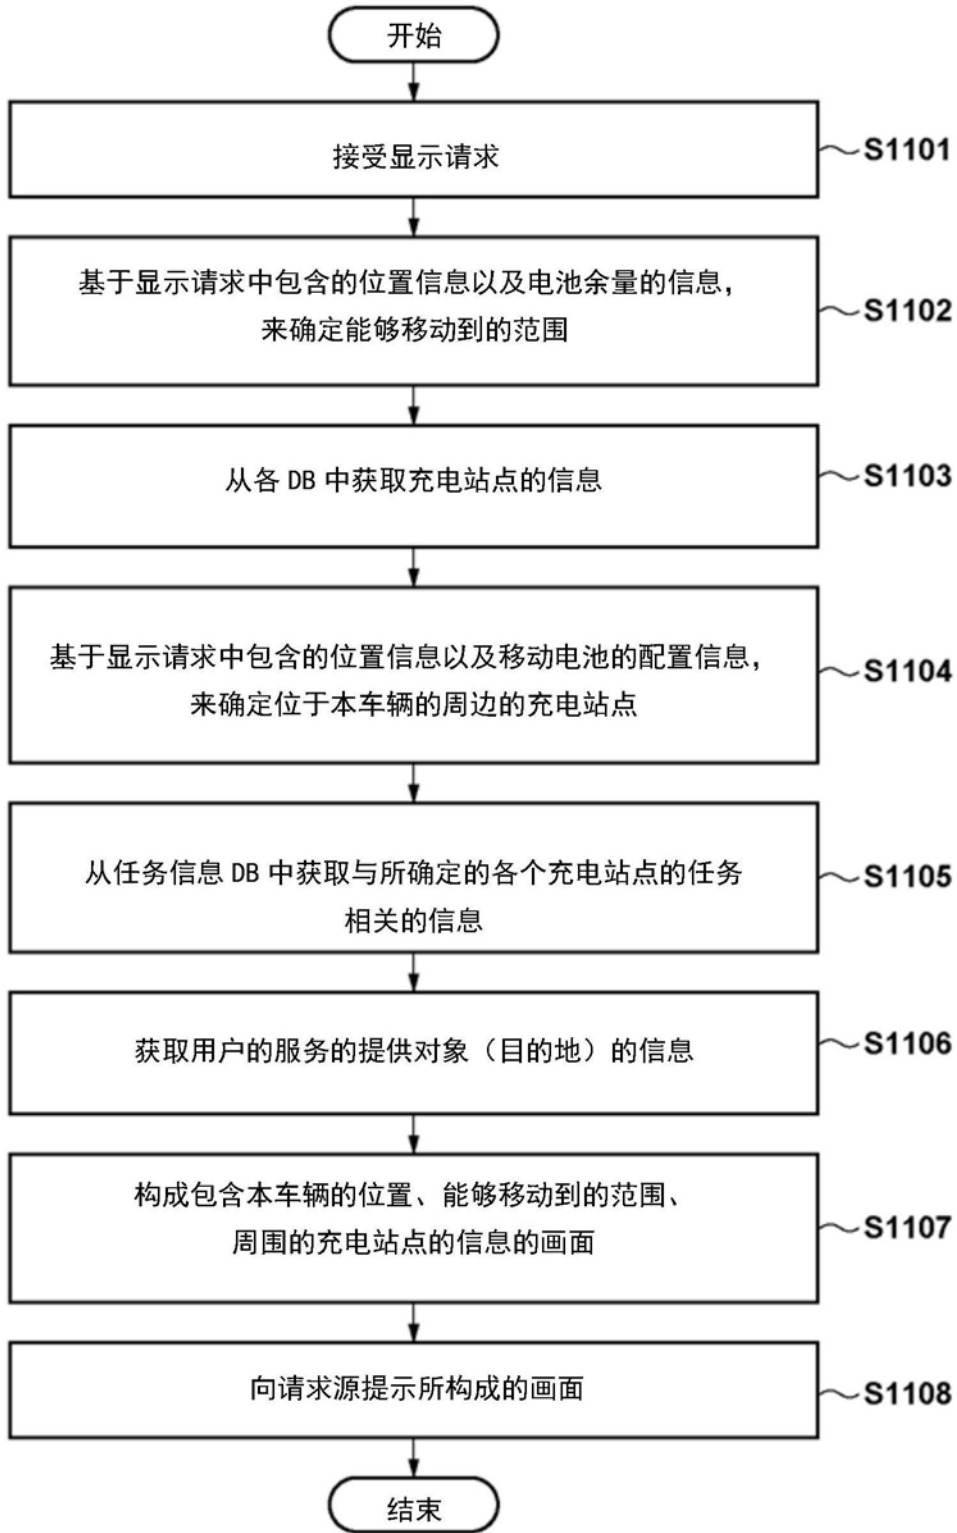 开始
接受显示请求
S1101
基于显示请求中包含的位置信息以及电池余量的信息，
来确定能够移动到的范围
S1102
从各 DB 中获取充电站点的信息
S1103
基于显示请求中包含的位置信息以及移动电池的配置信息，
来确定位于本车辆的周边的充电站点
S1104
从任务信息 DB 中获取与所确定的各个充电站点的任务
相关的信息
S1105
获取用户的服务的提供对象（目的地）的信息
S1106
构成包含本车辆的位置、能够移动到的范围、
周围的充电站点的信息的画面
S1107
向请求源提示所构成的画面
S1108
结束